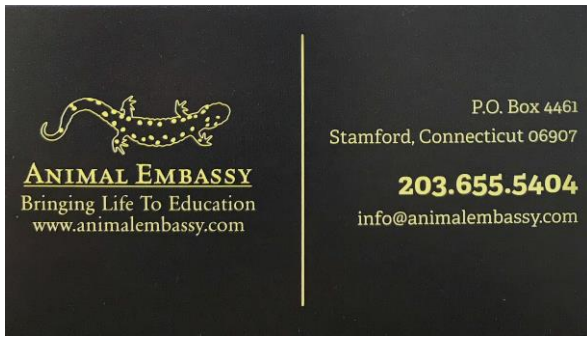 ANIMAL EMBASSY
Bringing Life To Education
www.animalembassy.com
P.O. Box 4461
Stamford, Connecticut 06907
203.655.5404
info@animalembassy.com